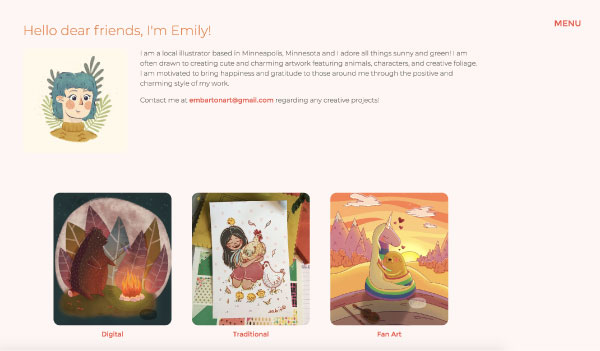 MENU
Hello dear friends, I'm Emily!
I am a local illustrator based in Minneapolis, Minnesota and I adore all things sunny and green! I am
often drawn to creating cute and charming artwork featuring animals, characters, and creative foliage.
I am motivated to bring happiness and gratitude to those around me through the positive and
charming style of my work.
Contact me at embartonart@gmail.com regarding any creative projects!
Digital
Traditional
Fan Art